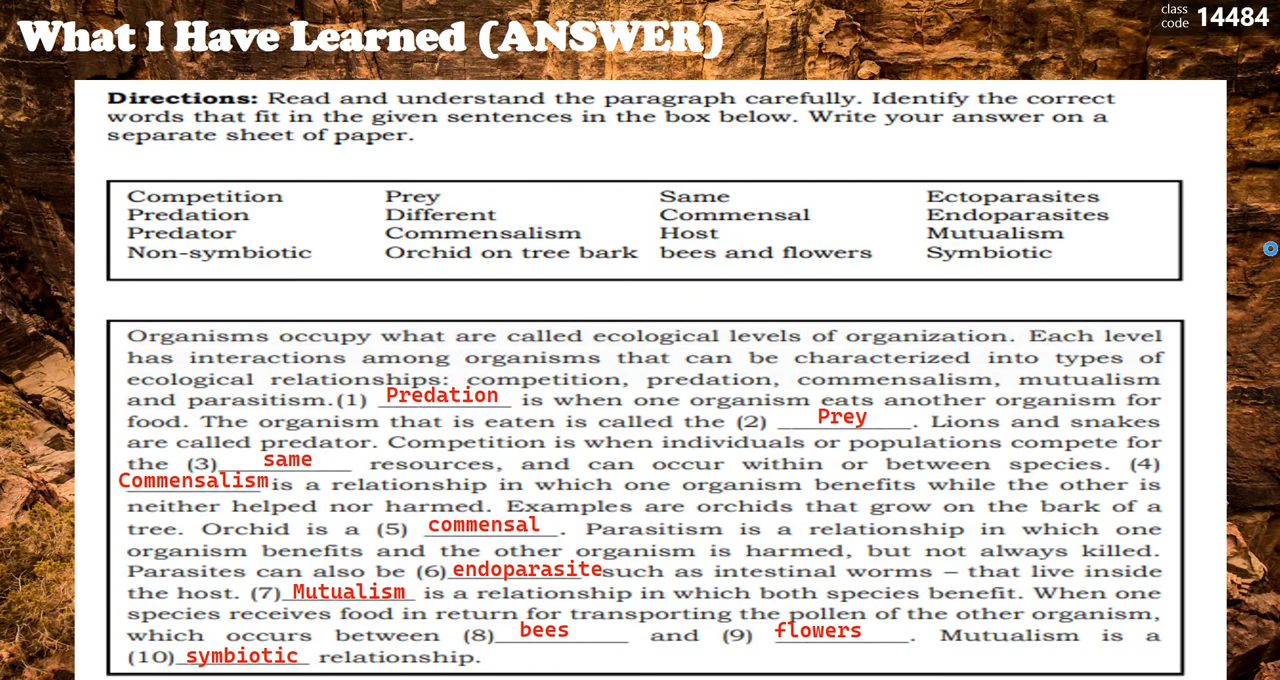 What I Have Learned (ANSWER)
class code 14484
Directions: Read and understand the paragraph carefully. Identify the correct
words that fit in the given sentences in the box below. Write your answer on a
separate sheet of paper.
Competition Prey Same Ectoparasites
Predation Different Commensal Endoparasites
Predator Commensalism Host Mutualism
Non-symbiotic Orchid on tree bark bees and flowers Symbiotic
Organisms occupy what are called ecological levels of organization. Each level
has interactions among organisms that can be characterized into types of
ecological relationships: competition, predation, commensalism, mutualism
and parasitism.(1) Predation is when one organism eats another organism for
food. The organism that is eaten is called the (2) Prey. Lions and snakes
are called predator. Competition is when individuals or populations compete for
the (3) same resources, and can occur within or between species. (4)
Commensalism is a relationship in which one organism benefits while the other is
neither helped nor harmed. Examples are orchids that grow on the bark of a
tree. Orchid is a (5) commensal. Parasitism is a relationship in which one
organism benefits and the other organism is harmed, but not always killed.
Parasites can also be (6) endoparasite such as intestinal worms – that live inside
the host. (7) Mutualism is a relationship in which both species benefit. When one
species receives food in return for transporting the pollen of the other organism,
which occurs between (8) bees and (9) flowers. Mutualism is a
(10) symbiotic relationship.